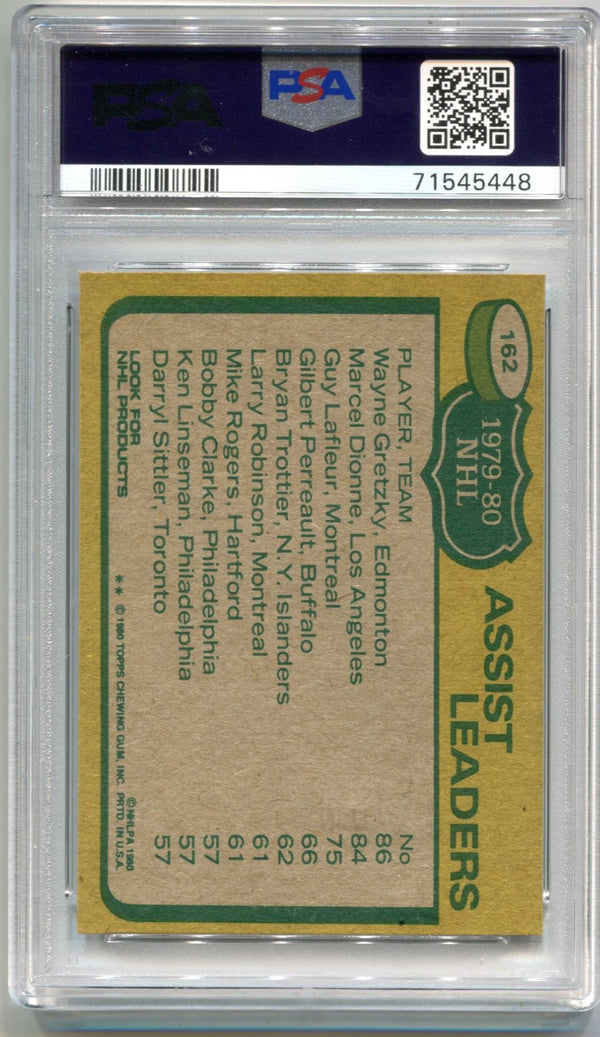 PSA
PSA
71545448
162
1979-80
NHL
ASSIST
LEADERS
PLAYER, TEAM No
Wayne Gretzky, Edmonton 86
Marcel Dionne, Los Angeles 84
Guy Lafleur, Montreal 75
Gilbert Perreault, Buffalo 66
Bryan Trottier, N.Y. Islanders 62
Larry Robinson, Montreal 61
Mike Rogers, Hartford 61
Bobby Clarke, Philadelphia 57
Ken Linseman, Philadelphia 57
Darryl Sittler, Toronto 57
LOOK FOR
NHL PRODUCTS
© NHLPA 1980
** © 1980 TOPPS CHEWING GUM, INC. PRTD. IN U.S.A.